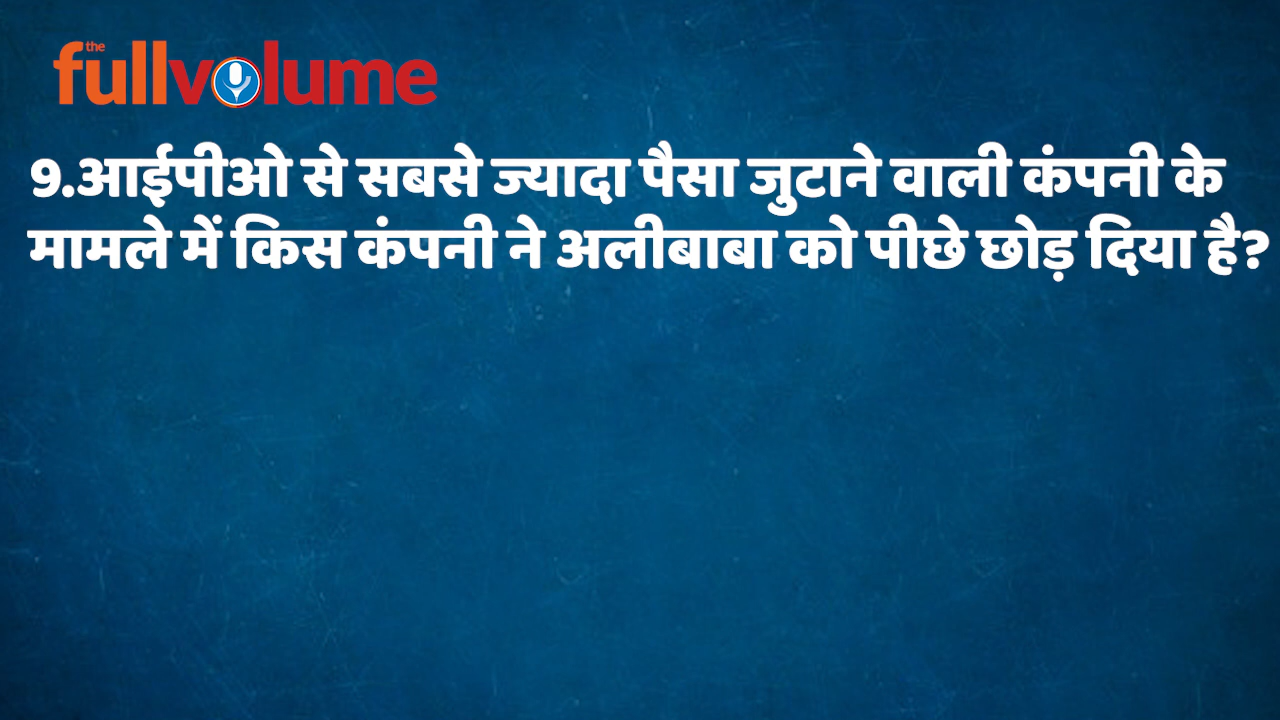 the
fullvolume
9.आईपीओ से सबसे ज्यादा पैसा जुटाने वाली कंपनी के
मामले में किस कंपनी ने अलीबाबा को पीछे छोड़ दिया है?